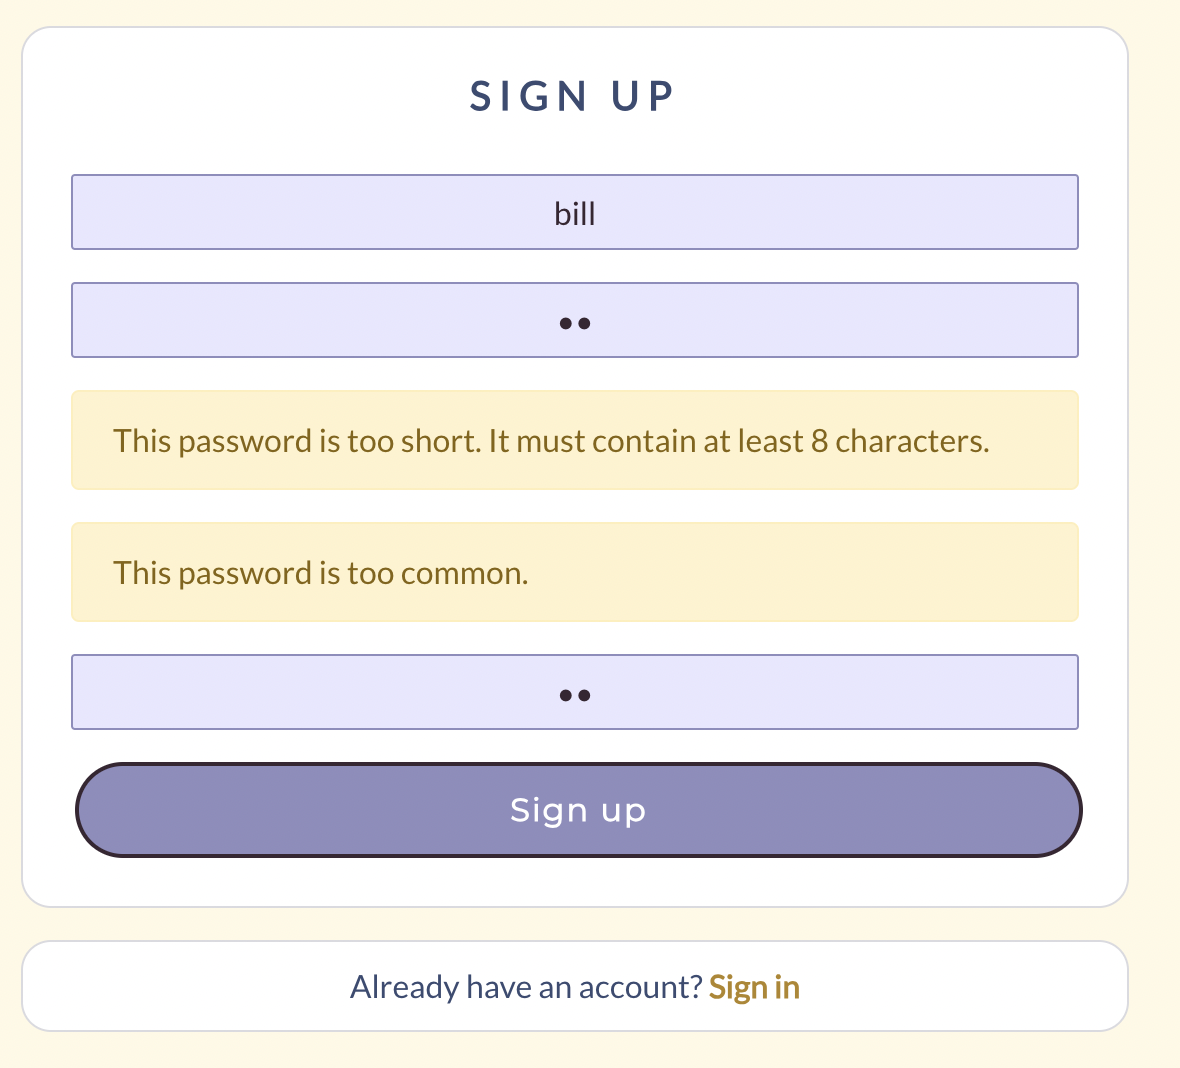 SIGN UP
bill
••
This password is too short. It must contain at least 8 characters.
This password is too common.
••
Sign up
Already have an account? Sign in